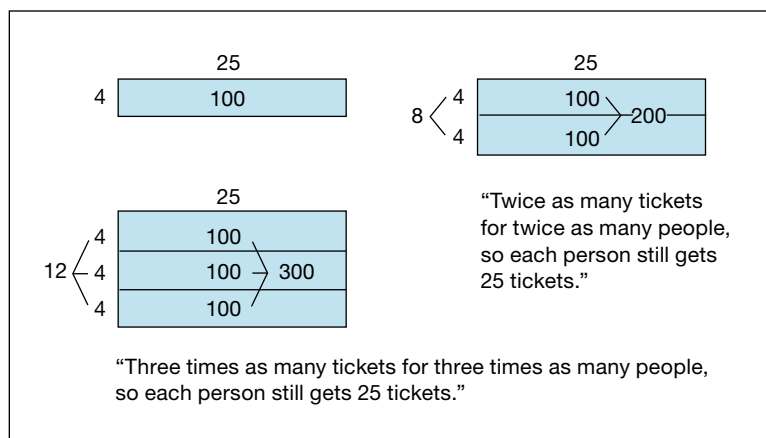 25
4 100
25
8 4 100 200
4 100
“Twice as many tickets
for twice as many people,
so each person still gets
25 tickets.”
25
4 100
12 4 100 300
4 100
“Three times as many tickets for three times as many people,
so each person still gets 25 tickets.”